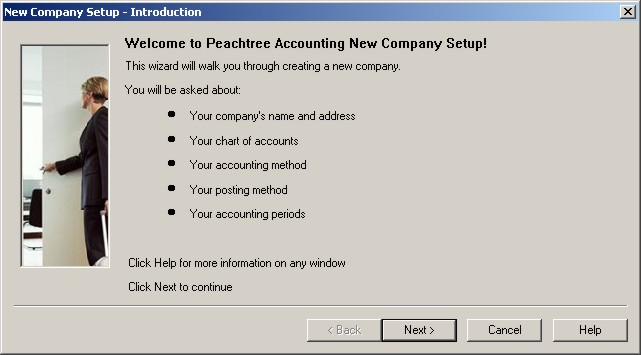 New Company Setup - Introduction
Welcome to Peachtree Accounting New Company Setup!
This wizard will walk you through creating a new company.
You will be asked about:
• Your company's name and address
• Your chart of accounts
• Your accounting method
• Your posting method
• Your accounting periods
Click Help for more information on any window
Click Next to continue
< Back Next > Cancel Help